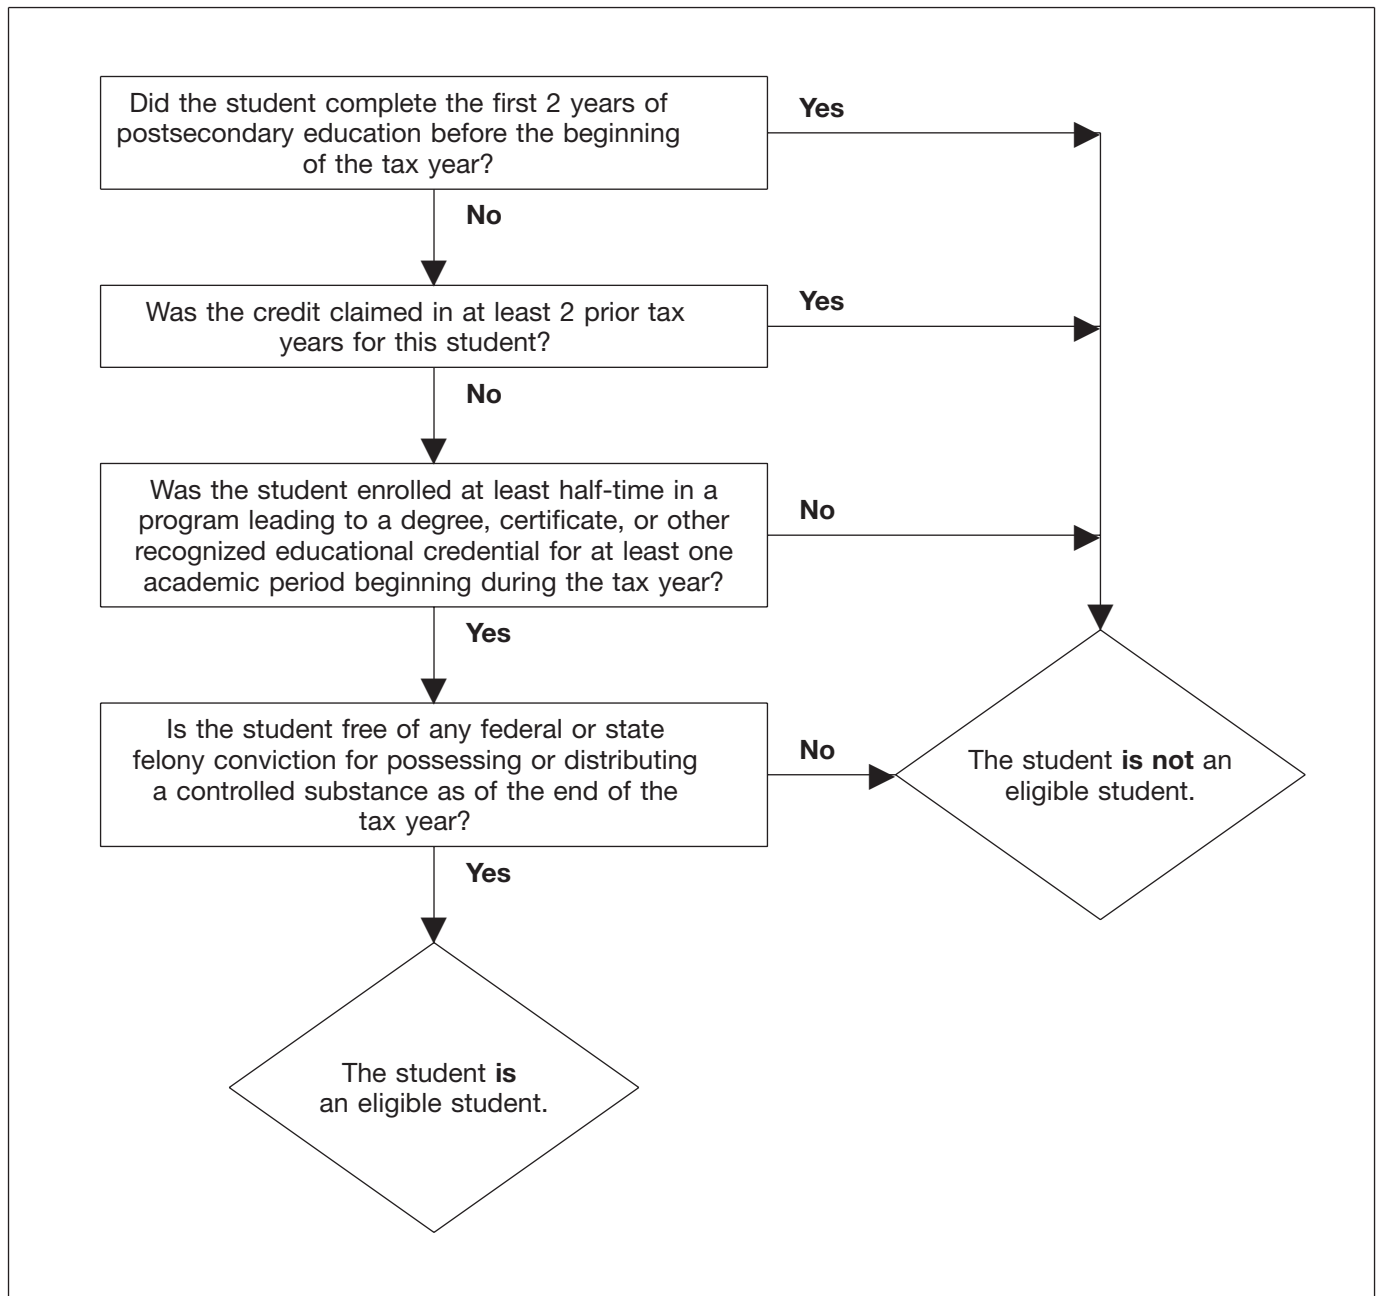 Did the student complete the first 2 years of
postsecondary education before the beginning
of the tax year?
Yes
No
Was the credit claimed in at least 2 prior tax
years for this student?
Yes
No
Was the student enrolled at least half-time in a
program leading to a degree, certificate, or other
recognized educational credential for at least one
academic period beginning during the tax year?
No
Yes
Is the student free of any federal or state
felony conviction for possessing or distributing
a controlled substance as of the end of the
tax year?
No
The student is not an
eligible student.
Yes
The student is
an eligible student.